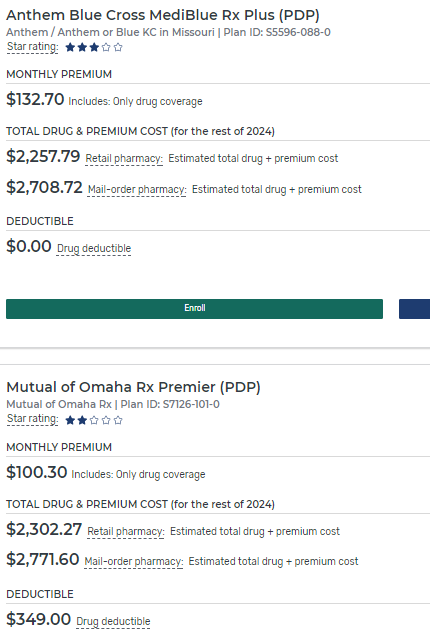 Anthem Blue Cross MediBlue Rx Plus (PDP)
Anthem / Anthem or Blue KC in Missouri | Plan ID: S5596-088-0
Star rating:
MONTHLY PREMIUM
$132.70 Includes: Only drug coverage
TOTAL DRUG & PREMIUM COST (for the rest of 2024)
$2,257.79 Retail pharmacy: Estimated total drug + premium cost
$2,708.72 Mail-order pharmacy: Estimated total drug + premium cost
DEDUCTIBLE
$0.00 Drug deductible
Enroll
Mutual of Omaha Rx Premier (PDP)
Mutual of Omaha Rx | Plan ID: S7126-101-0
Star rating:
MONTHLY PREMIUM
$100.30 Includes: Only drug coverage
TOTAL DRUG & PREMIUM COST (for the rest of 2024)
$2,302.27 Retail pharmacy: Estimated total drug + premium cost
$2,771.60 Mail-order pharmacy: Estimated total drug + premium cost
DEDUCTIBLE
$349.00 Drug deductible